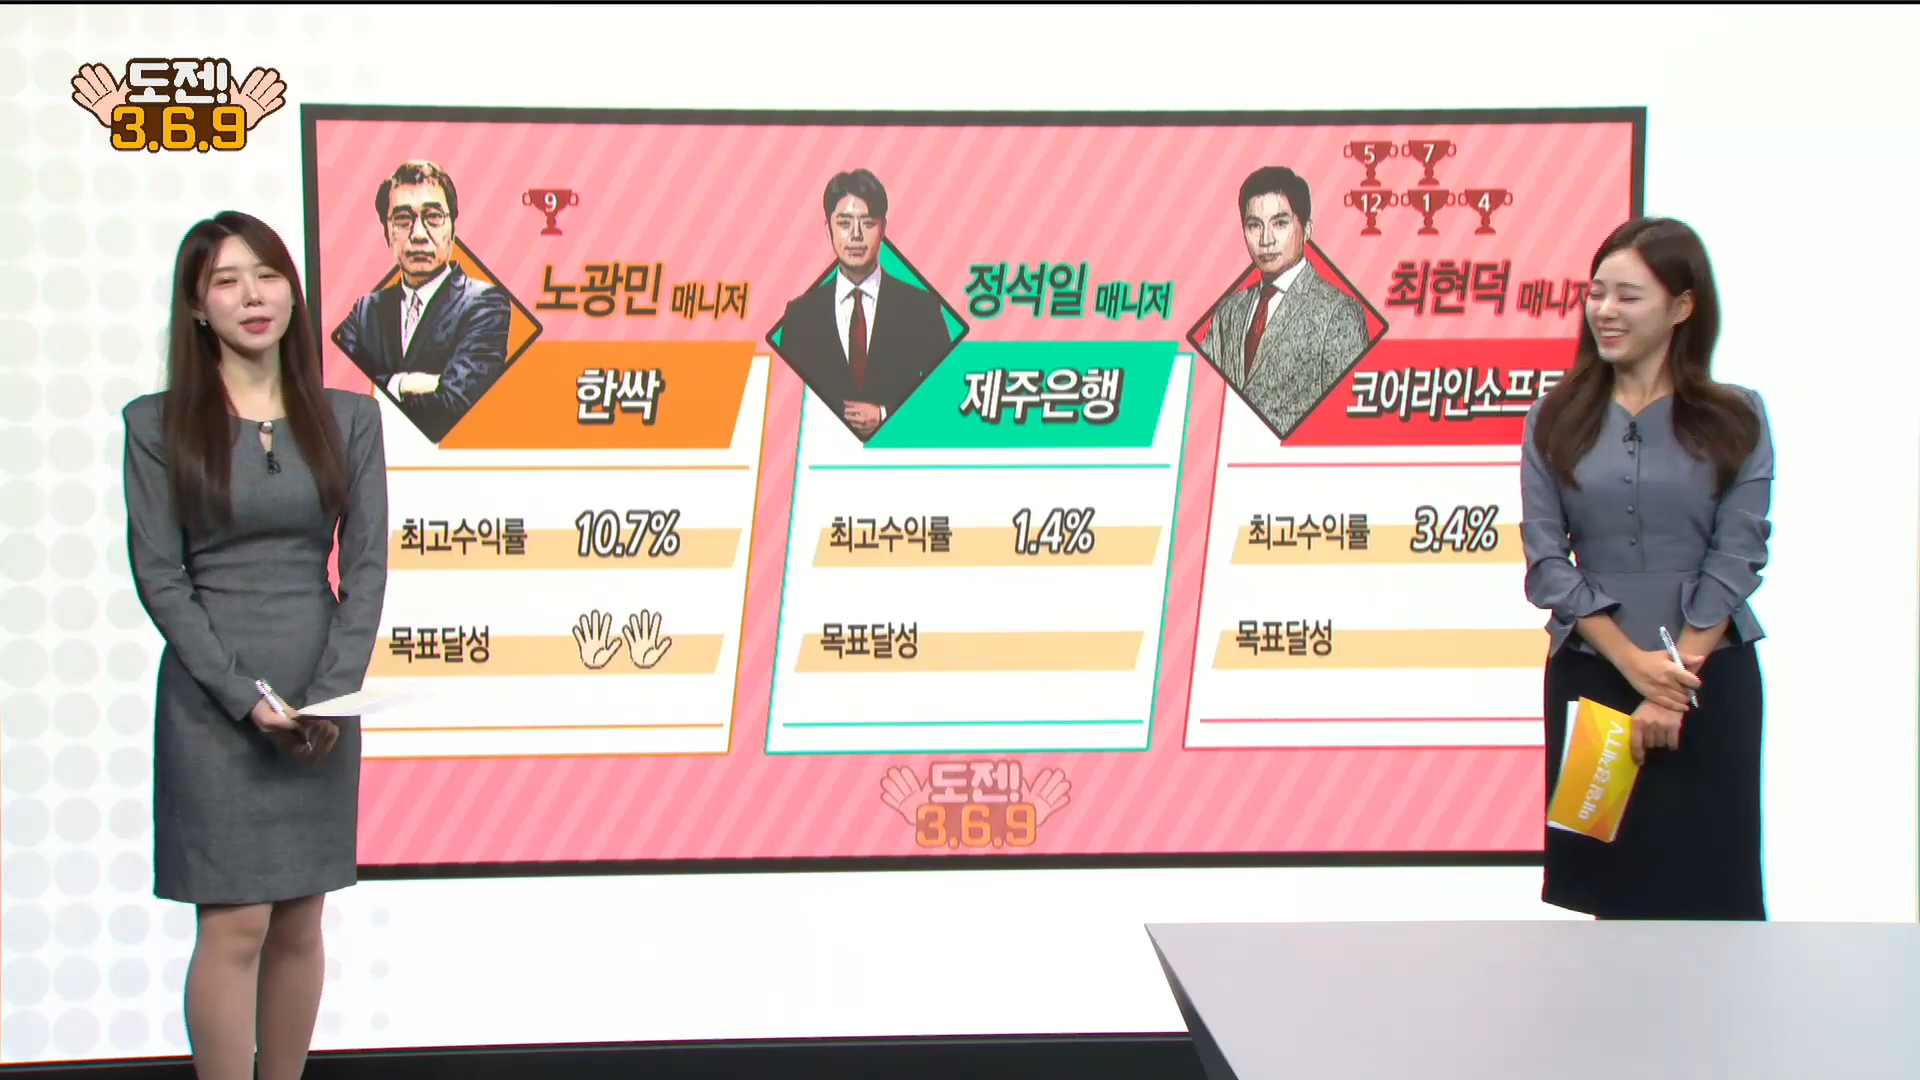 도전!
3.6.9
5 7
9
12 1 4
노광민 매니저
정석일 매니저
최현덕 매니저
한싹
제주은행
코어라인소프트
최고수익률 10.7%
최고수익률 1.4%
최고수익률 3.4%
목표달성
목표달성
목표달성
도전!
3.6.9